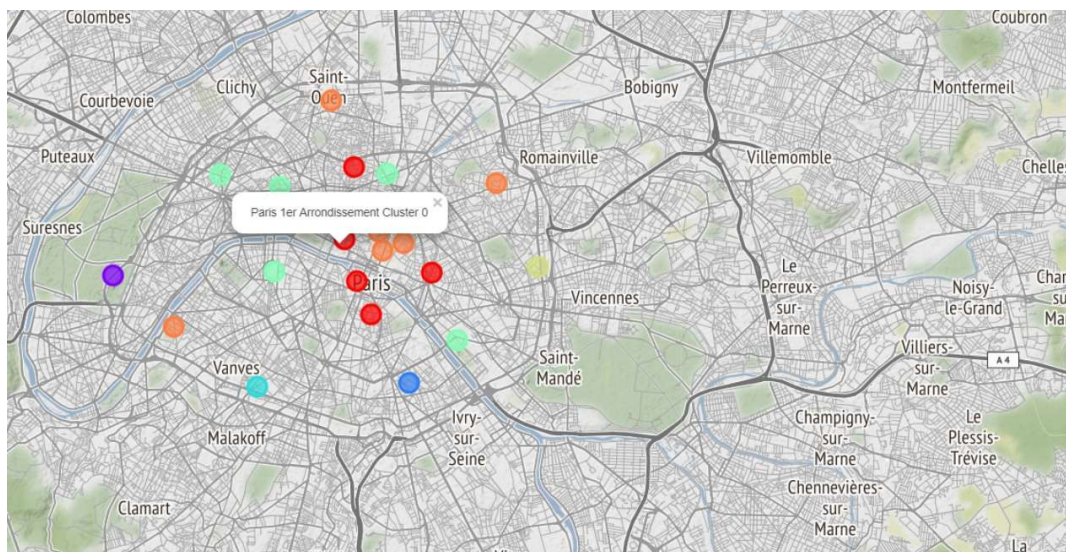 Colombes
Coubron
Clichy
Saint-
Ouen
Bobigny
Montfermeil
Courbevoie
Puteaux
Romainville
Villemomble
Chelles
Paris 1er Arrondissement Cluster 0
×
Suresnes
Paris
Vincennes
Le
Perreux-
sur-
Marne
Noisy-
le-Grand
Vanves
Saint-
Mandé
Villiers-
sur-
Marne
A 4
Malakoff
Ivry-
sur-
Seine
Champigny-
sur-
Marne
Le
Plessis-
Trévise
Clamart
Chennevières-
sur-
Marne
La